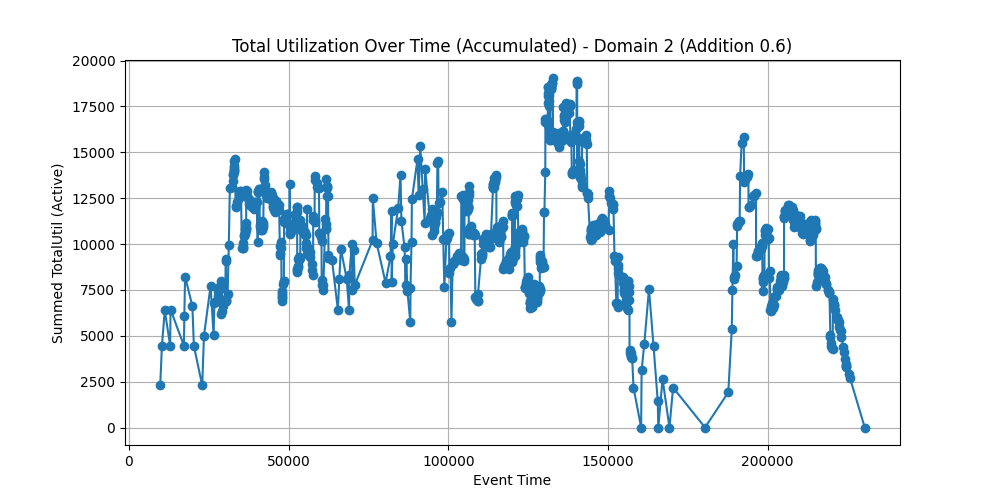 Total Utilization Over Time (Accumulated) - Domain 2 (Addition 0.6)
Summed TotalUtil (Active)
20000
17500
15000
12500
10000
7500
5000
2500
0
0 50000 100000 150000 200000
Event Time